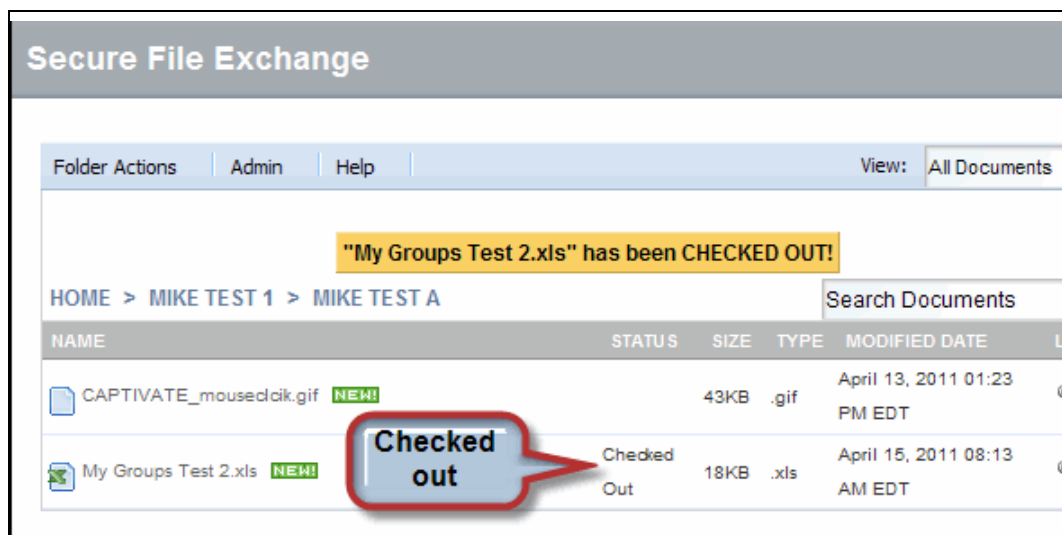 Secure File Exchange
Folder Actions Admin Help View: All Documents
"My Groups Test 2.xls" has been CHECKED OUT!
HOME > MIKE TEST 1 > MIKE TEST A Search Documents
NAME STATUS SIZE TYPE MODIFIED DATE L
CAPTIVATE_mouseclcik.gif NEW! 43KB .gif April 13, 2011 01:23
PM EDT
Checked
out
My Groups Test 2.xls NEW! Checked
Out 18KB .xls April 15, 2011 08:13
AM EDT